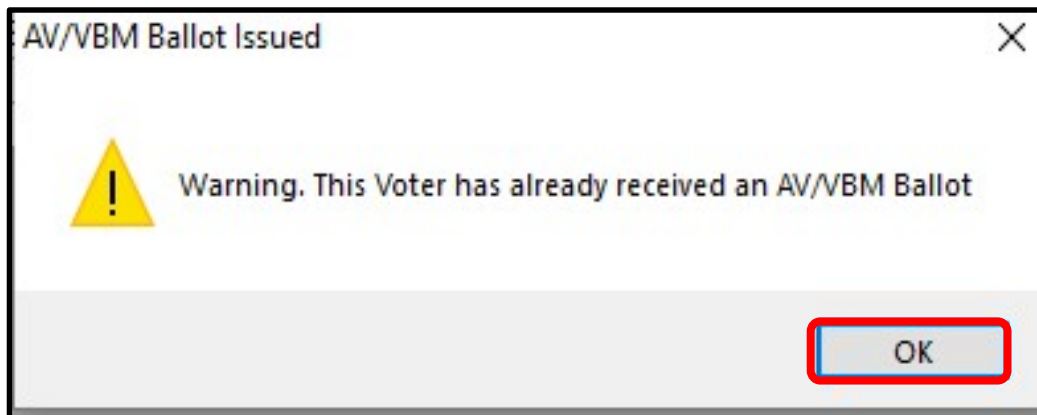 AV/VBM Ballot Issued
Warning. This Voter has already received an AV/VBM Ballot
OK